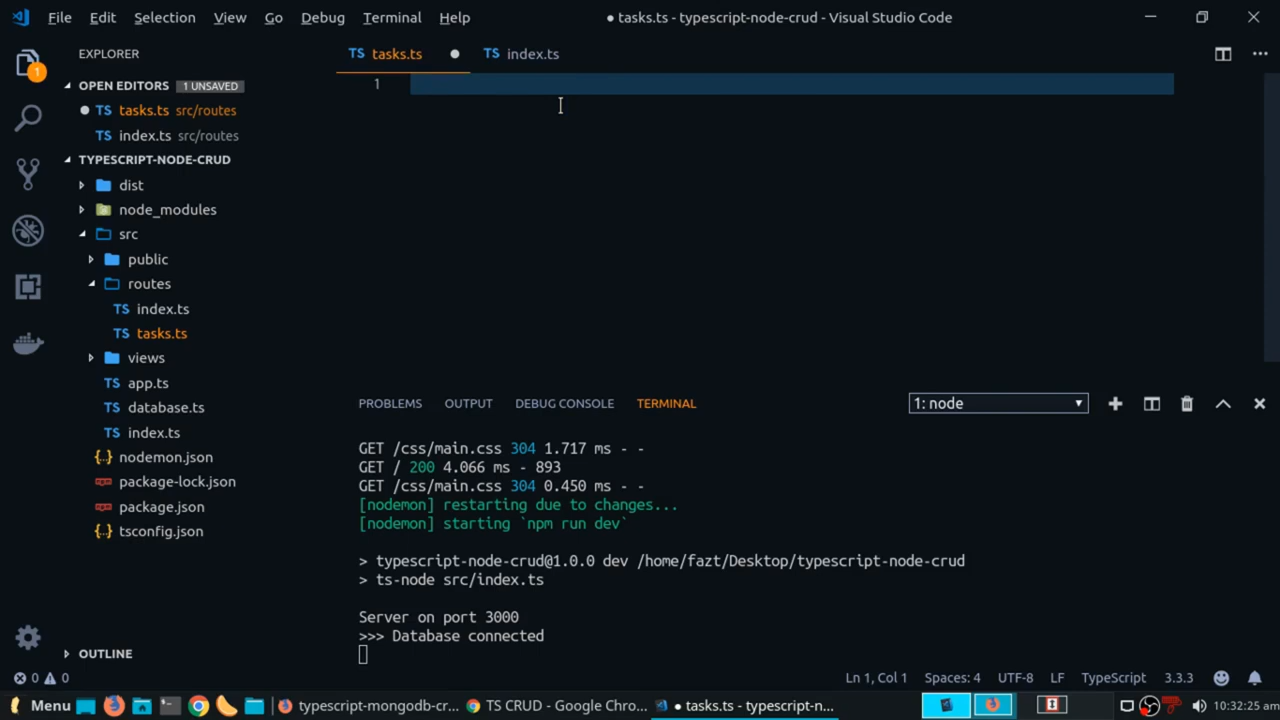 File Edit Selection View Go Debug Terminal Help
● tasks.ts - typescript-node-crud - Visual Studio Code
EXPLORER
1
OPEN EDITORS 1 UNSAVED
TS tasks.ts src/routes
TS index.ts src/routes
TYPESCRIPT-NODE-CRUD
dist
node_modules
src
public
routes
TS index.ts
TS tasks.ts
views
TS app.ts
TS database.ts
TS index.ts
{..} nodemon.json
package-lock.json
package.json
{..} tsconfig.json
OUTLINE
TS tasks.ts ● TS index.ts
1
PROBLEMS OUTPUT DEBUG CONSOLE TERMINAL
1: node
GET /css/main.css 304 1.717 ms - -
GET / 200 4.066 ms - 893
GET /css/main.css 304 0.450 ms - -
[nodemon] restarting due to changes...
[nodemon] starting `npm run dev`
> typescript-node-crud@1.0.0 dev /home/fazt/Desktop/typescript-node-crud
> ts-node src/index.ts
Server on port 3000
>>> Database connected
0 0
Ln 1, Col 1 Spaces: 4 UTF-8 LF TypeScript 3.3.3
Menu typescript-mongodb-cr... TS CRUD - Google Chro... ● tasks.ts - typescript-n... 10:32:25 am